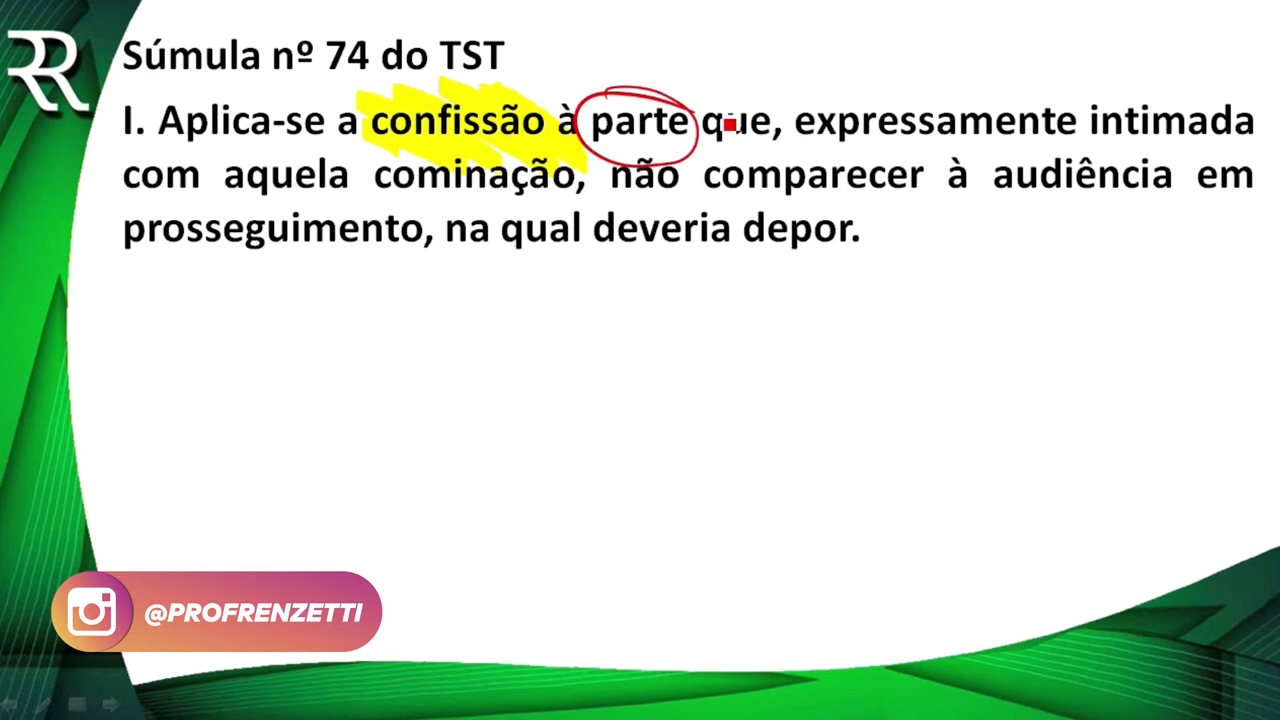 Súmula nº 74 do TST
I. Aplica-se a confissão à parte que, expressamente intimada
com aquela cominação, não comparecer à audiência em
prosseguimento, na qual deveria depor.
@PROFRENZETTI